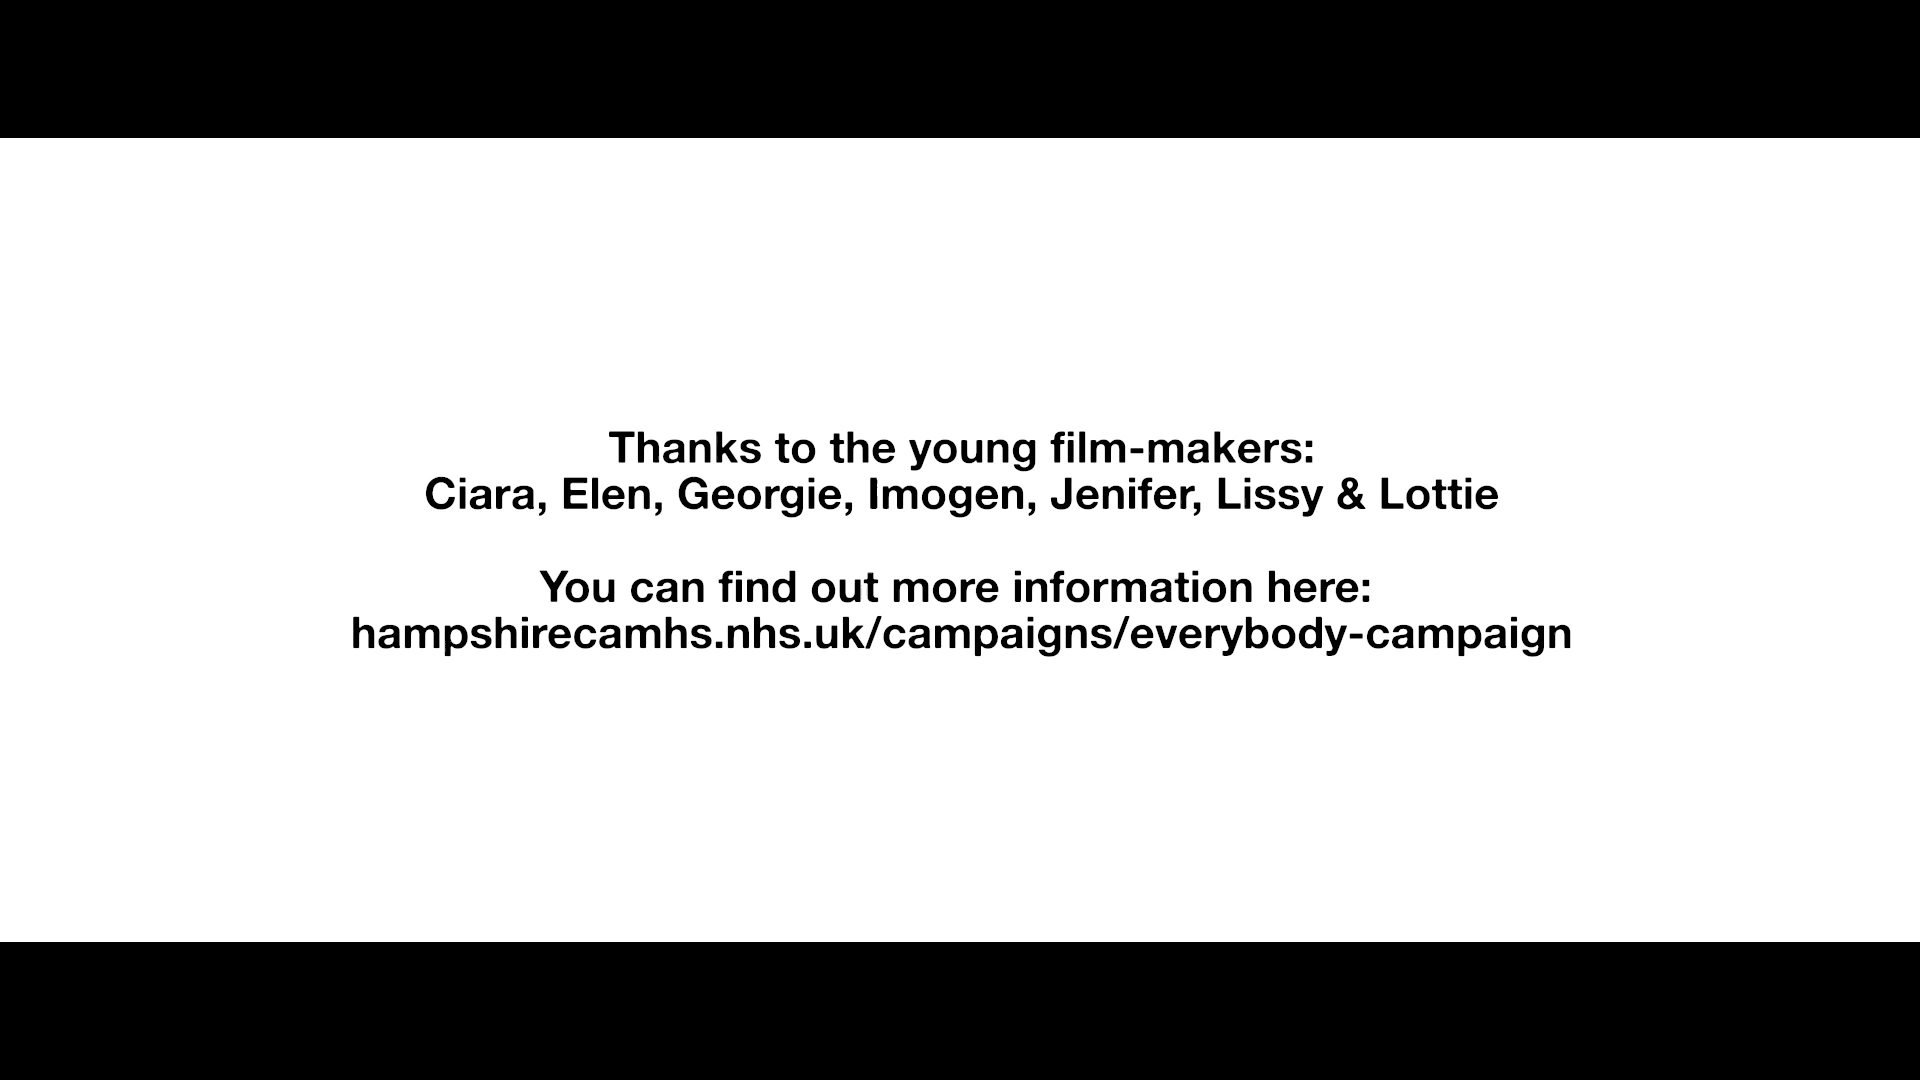 Thanks to the young film-makers:
Ciara, Elen, Georgie, Imogen, Jenifer, Lissy & Lottie
You can find out more information here:
hampshirecamhs.nhs.uk/campaigns/everybody-campaign